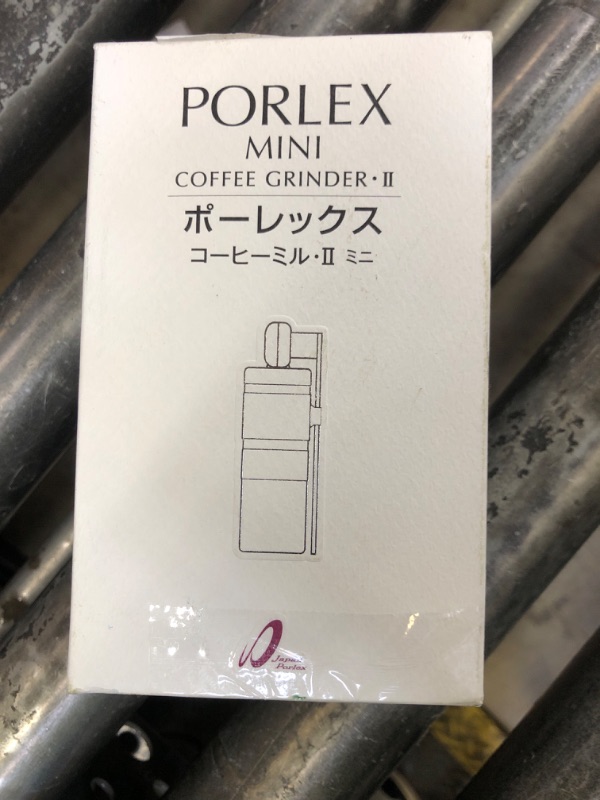 PORLEX
MINI
COFFEE GRINDER・Ⅱ
ポーレックス
コーヒーミル・Ⅱ ミニ
Japan
Porlex